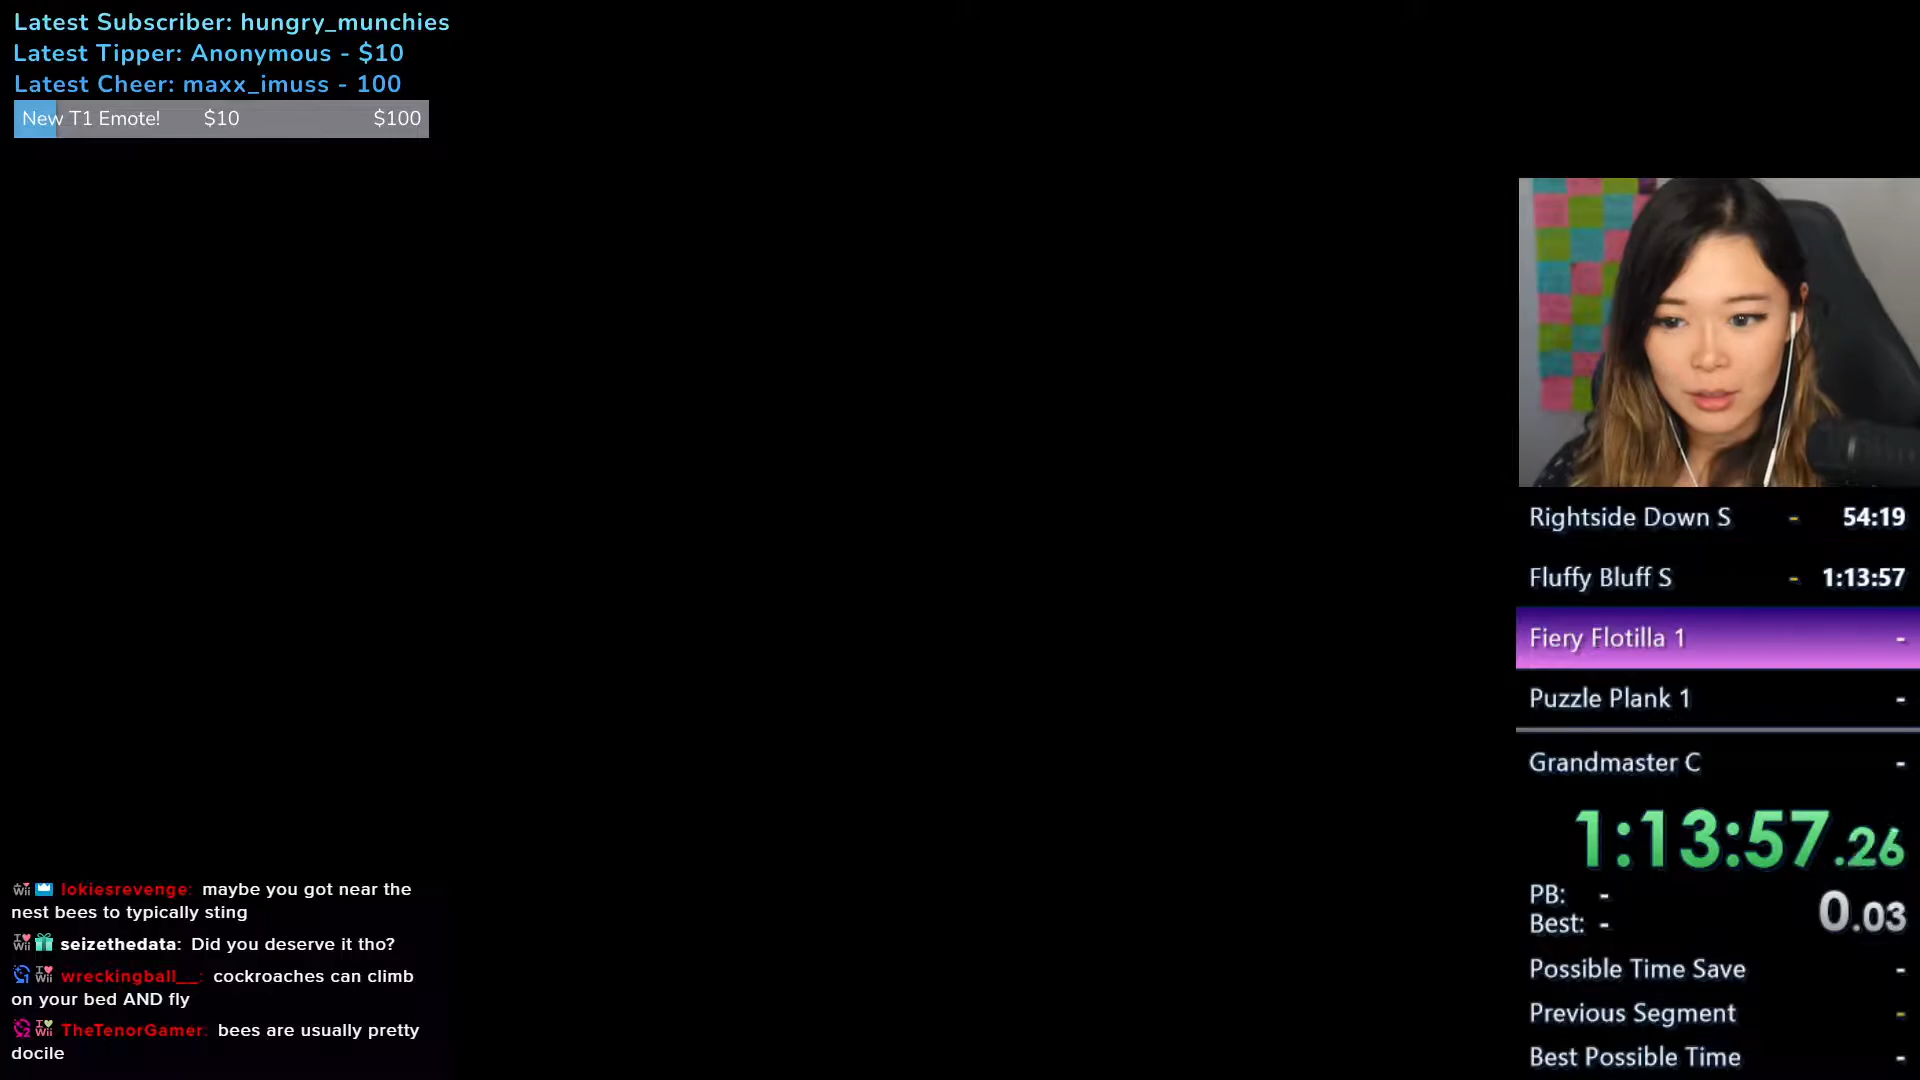 Latest Subscriber: hungry_munchies
Latest Tipper: Anonymous - $10
Latest Cheer: maxx_imuss - 100
New T1 Emote! $10 $100
Rightside Down S - 54:19
Fluffy Bluff S - 1:13:57
Fiery Flotilla 1 -
Puzzle Plank 1 -
Grandmaster C -
1:13:57.26
PB: -
Best: -
0.03
Possible Time Save -
Previous Segment -
Best Possible Time -
lokiesrevenge: maybe you got near the
nest bees to typically sting
seizethedata: Did you deserve it tho?
wreckingball__: cockroaches can climb
on your bed AND fly
TheTenorGamer: bees are usually pretty
docile